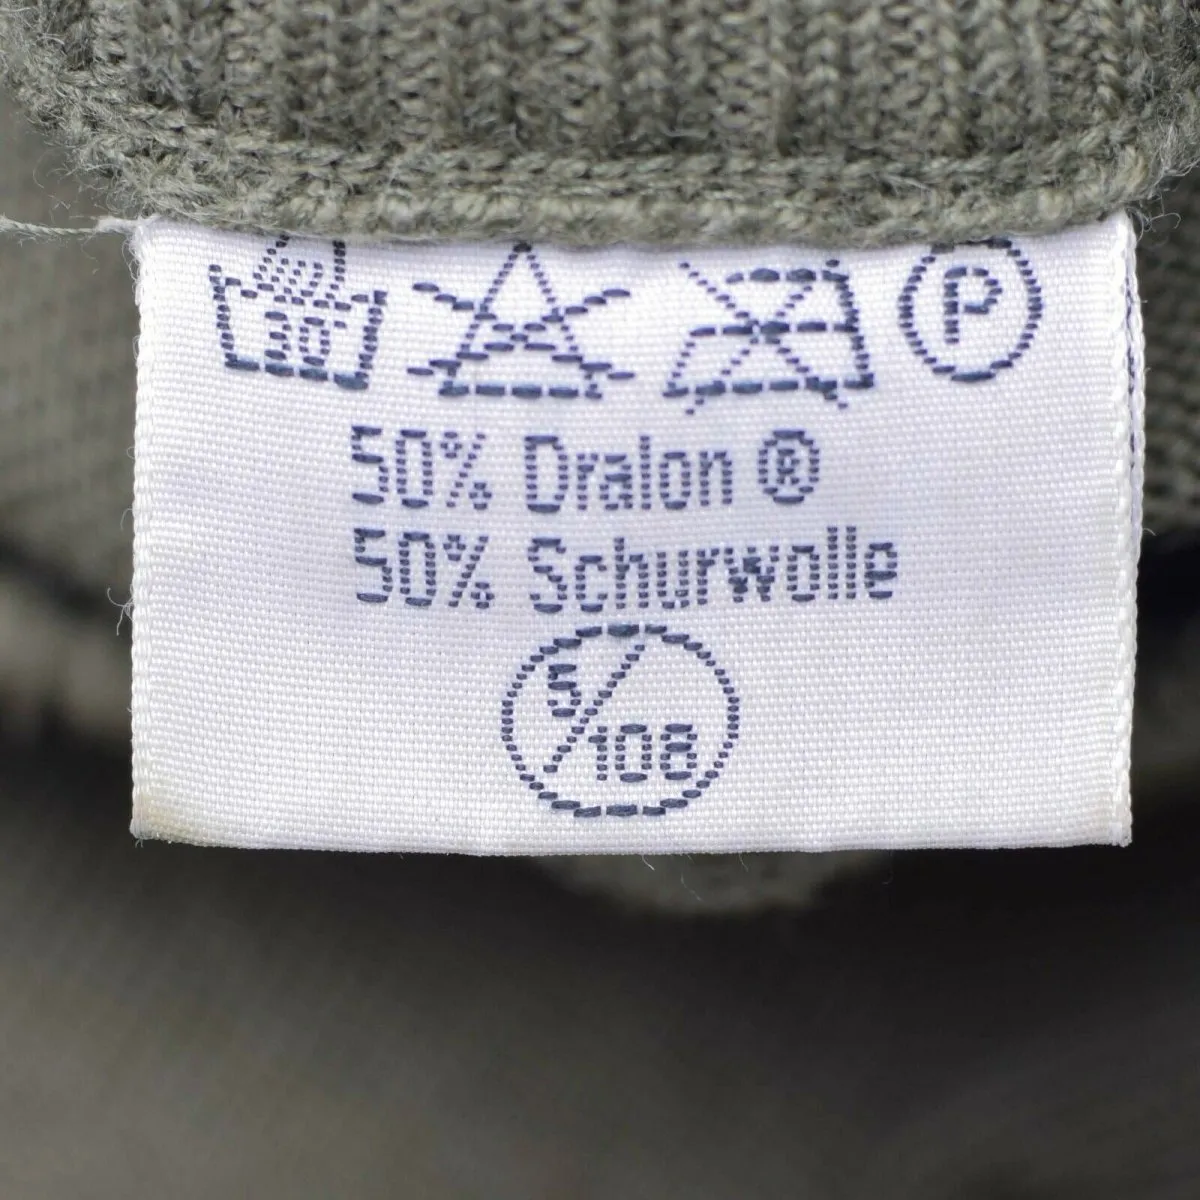 30° P
50% Dralon ®
50% Schurwolle
5/108